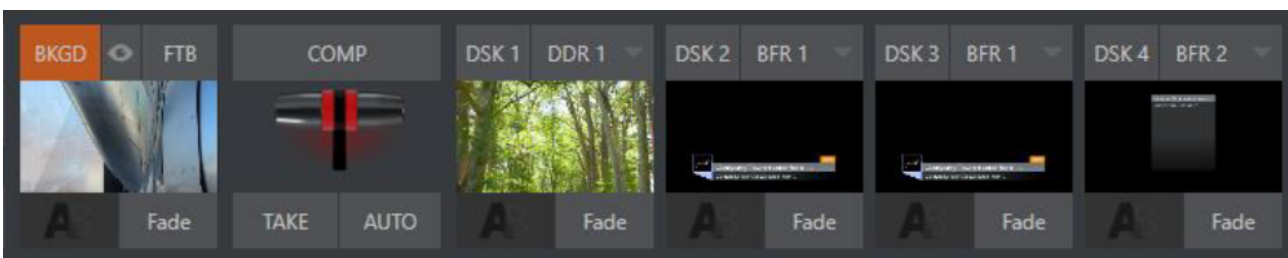 BKGD FTB COMP DSK 1 DDR 1 DSK 2 BFR 1 DSK 3 BFR 1 DSK 4 BFR 2
Fade TAKE AUTO Fade Fade Fade Fade